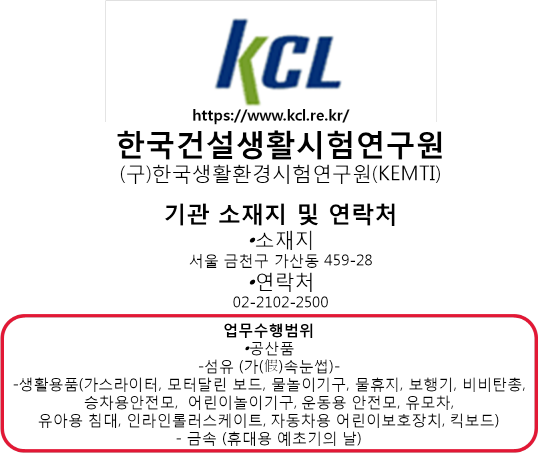 KCL
https://www.kcl.re.kr/
한국건설생활시험연구원
(구)한국생활환경시험연구원(KEMTI)
기관 소재지 및 연락처
•소재지
서울 금천구 가산동 459-28
•연락처
02-2102-2500
업무수행범위
•공산품
-섬유 (가(假)속눈썹)-
-생활용품(가스라이터, 모터달린 보드, 물놀이기구, 물휴지, 보행기, 비비탄총,
승차용안전모, 어린이놀이기구, 운동용 안전모, 유모차,
유아용 침대, 인라인롤러스케이트, 자동차용 어린이보호장치, 킥보드)
- 금속 (휴대용 예초기의 날)